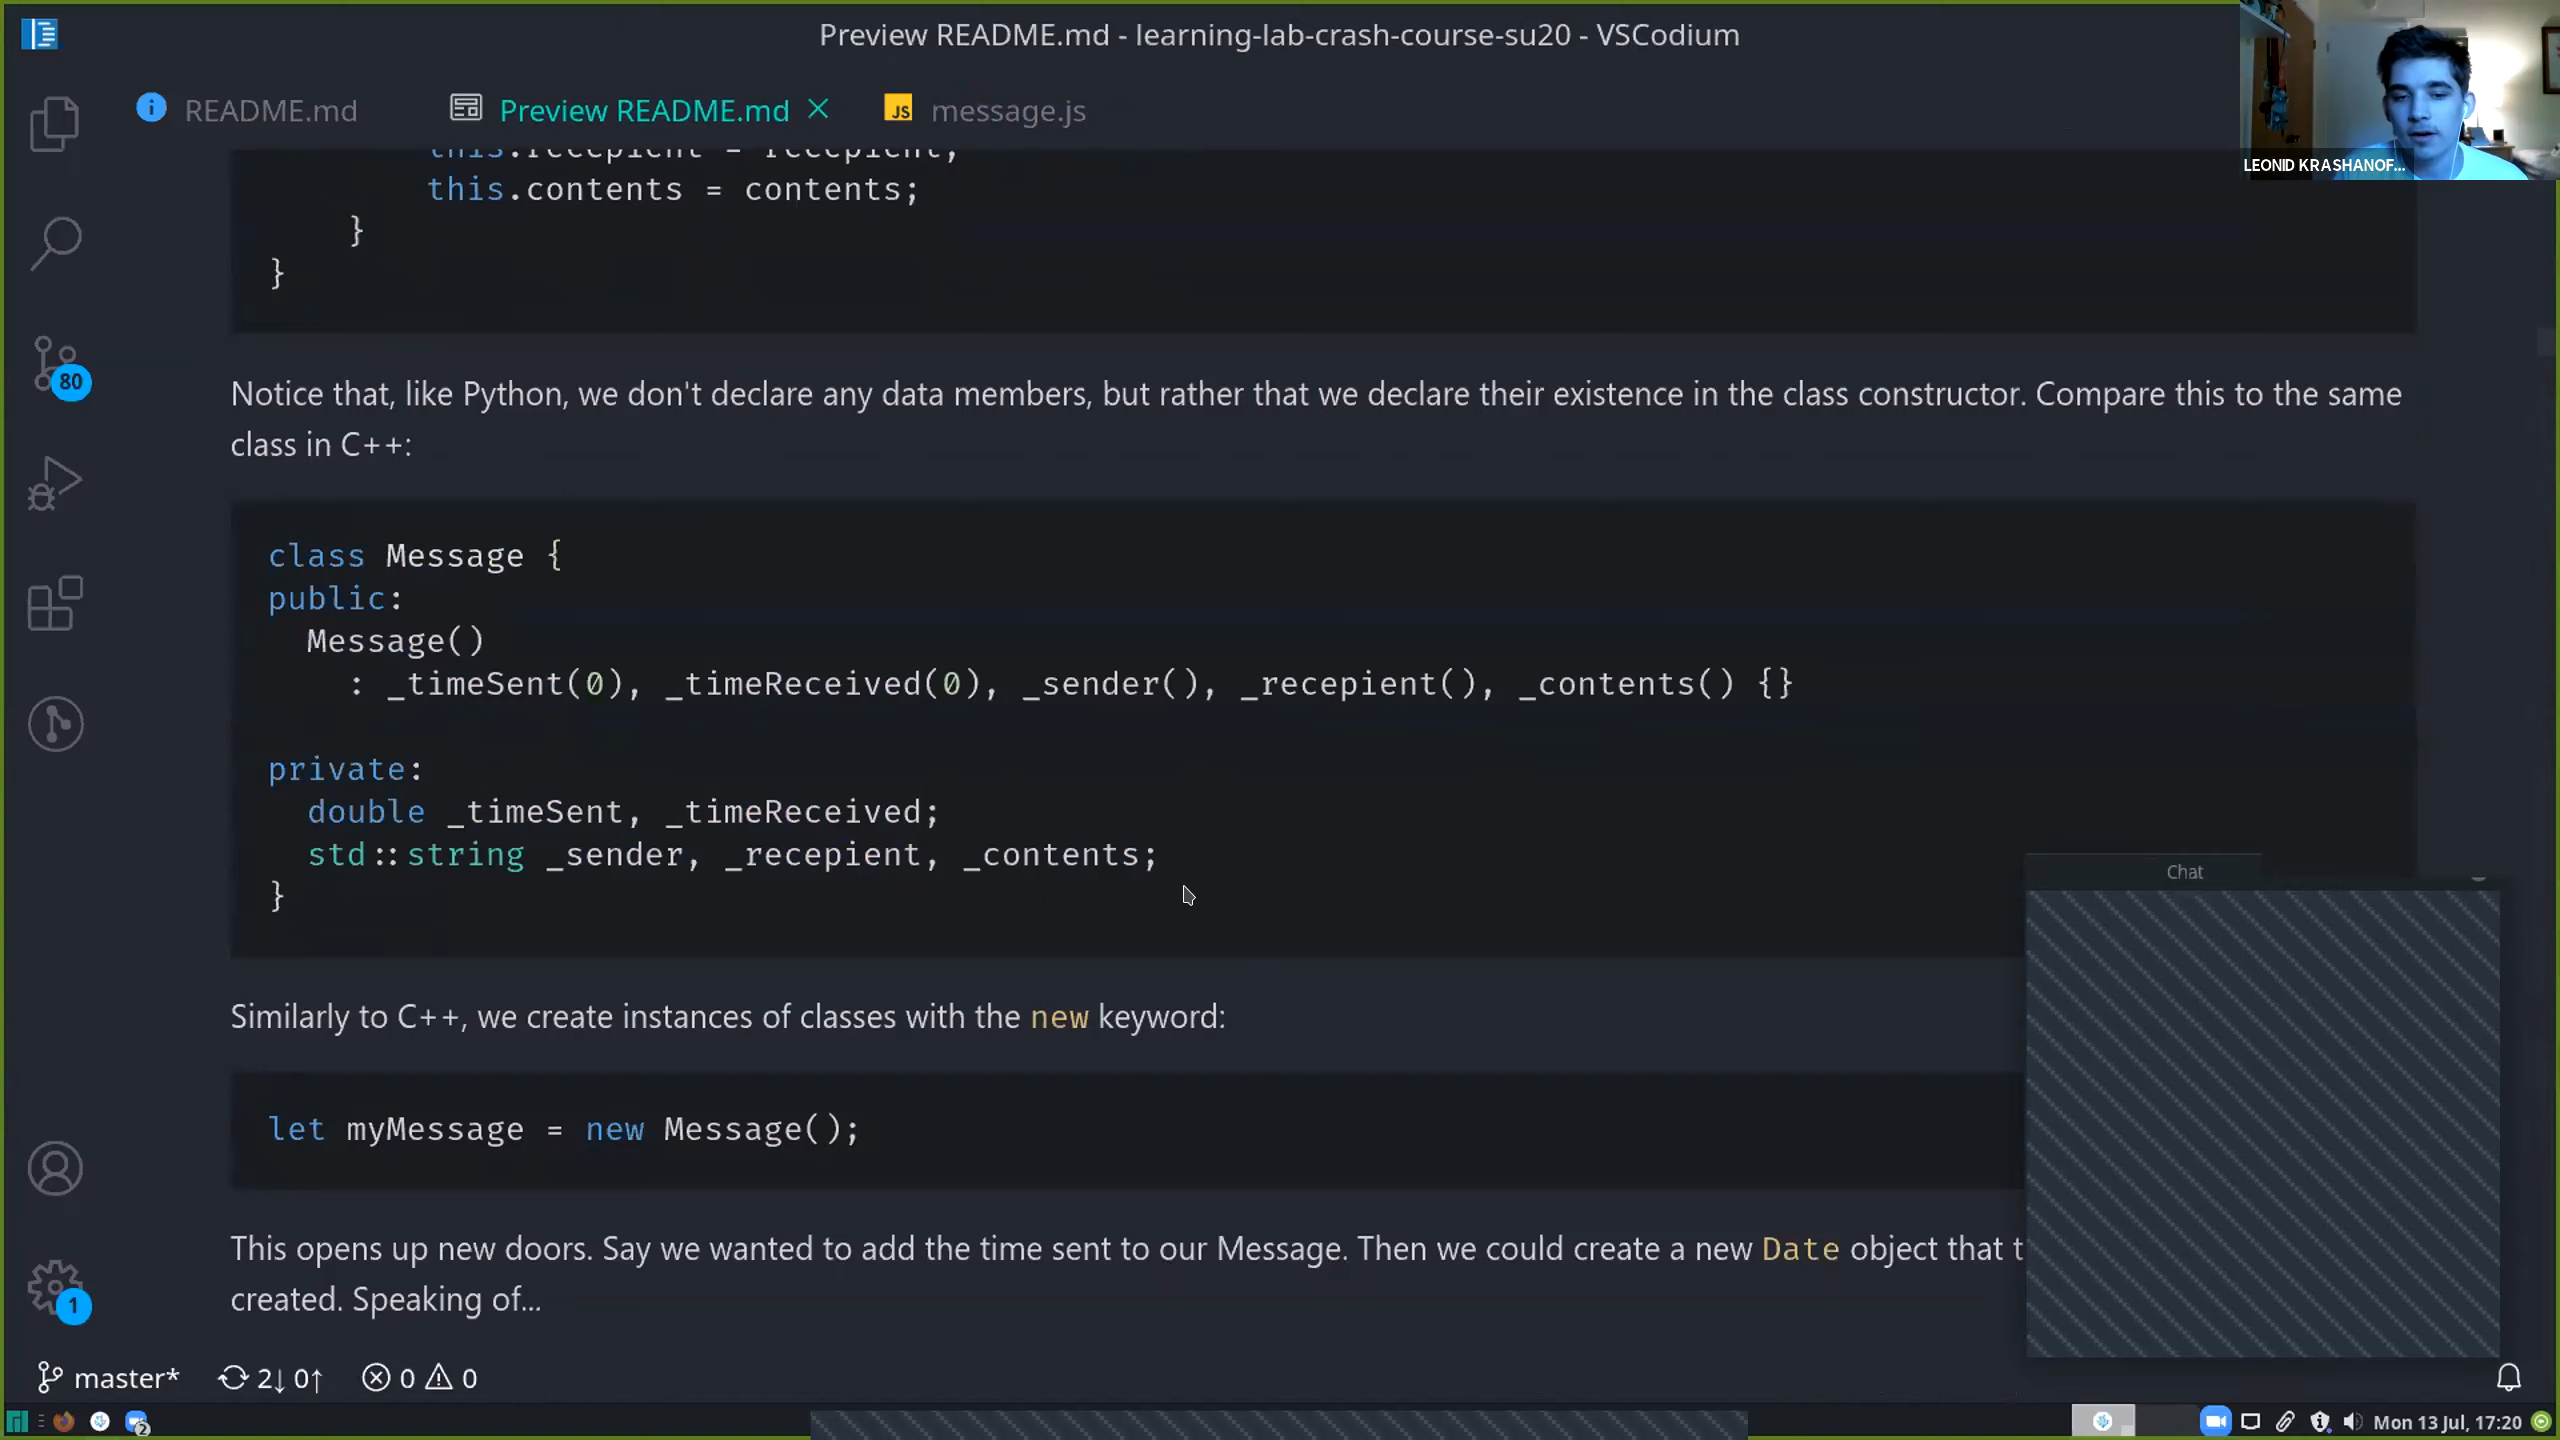 Preview README.md - learning-lab-crash-course-su20 - VSCodium
README.md
Preview README.md
JS message.js
LEONID KRASHANOF...
this.recepient = recepient;
this.contents = contents;
}
}
80
Notice that, like Python, we don't declare any data members, but rather that we declare their existence in the class constructor. Compare this to the same
class in C++:
class Message {
public:
Message()
: _timeSent(0), _timeReceived(0), _sender(), _recepient(), _contents() {}
private:
double _timeSent, _timeReceived;
std::string _sender, _recepient, _contents;
}
Chat
Similarly to C++, we create instances of classes with the new keyword:
let myMessage = new Message();
This opens up new doors. Say we wanted to add the time sent to our Message. Then we could create a new Date object that t
created. Speaking of...
1
master* 2↓ 0↑ 0 0
2
Mon 13 Jul, 17:20